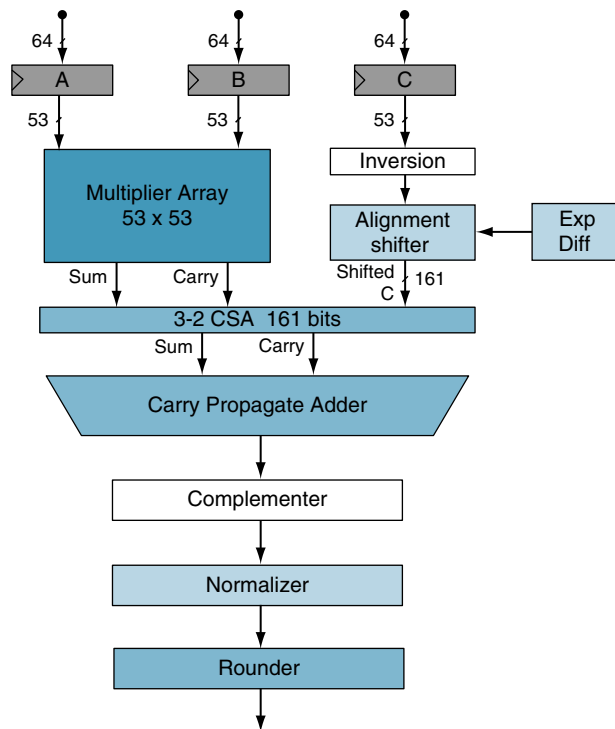 64 64 64
A B C
53 53 53
Inversion
Multiplier Array
53 x 53
Alignment
shifter
Exp
Diff
Sum Carry
Shifted
C
161
3-2 CSA 161 bits
Sum Carry
Carry Propagate Adder
Complementer
Normalizer
Rounder